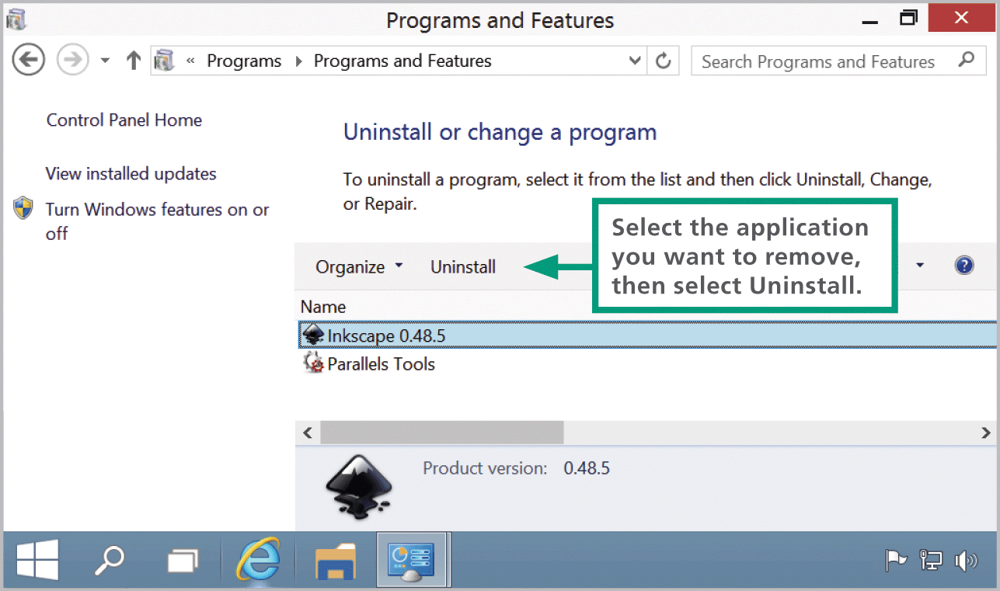 Programs and Features
« Programs Programs and Features
Search Programs and Features
Control Panel Home
View installed updates
Turn Windows features on or
off
Uninstall or change a program
To uninstall a program, select it from the list and then click Uninstall, Change,
or Repair.
Select the application
you want to remove,
then select Uninstall.
Organize Uninstall
Name
Inkscape 0.48.5
Parallels Tools
Product version: 0.48.5